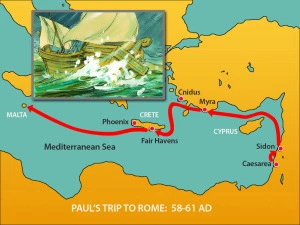 Cnidus
Myra
MALTA
Phoenix
CRETE
CYPRUS
Fair Havens
Sidon
Mediterranean Sea
Caesarea
PAUL'S TRIP TO ROME: 58-61 AD